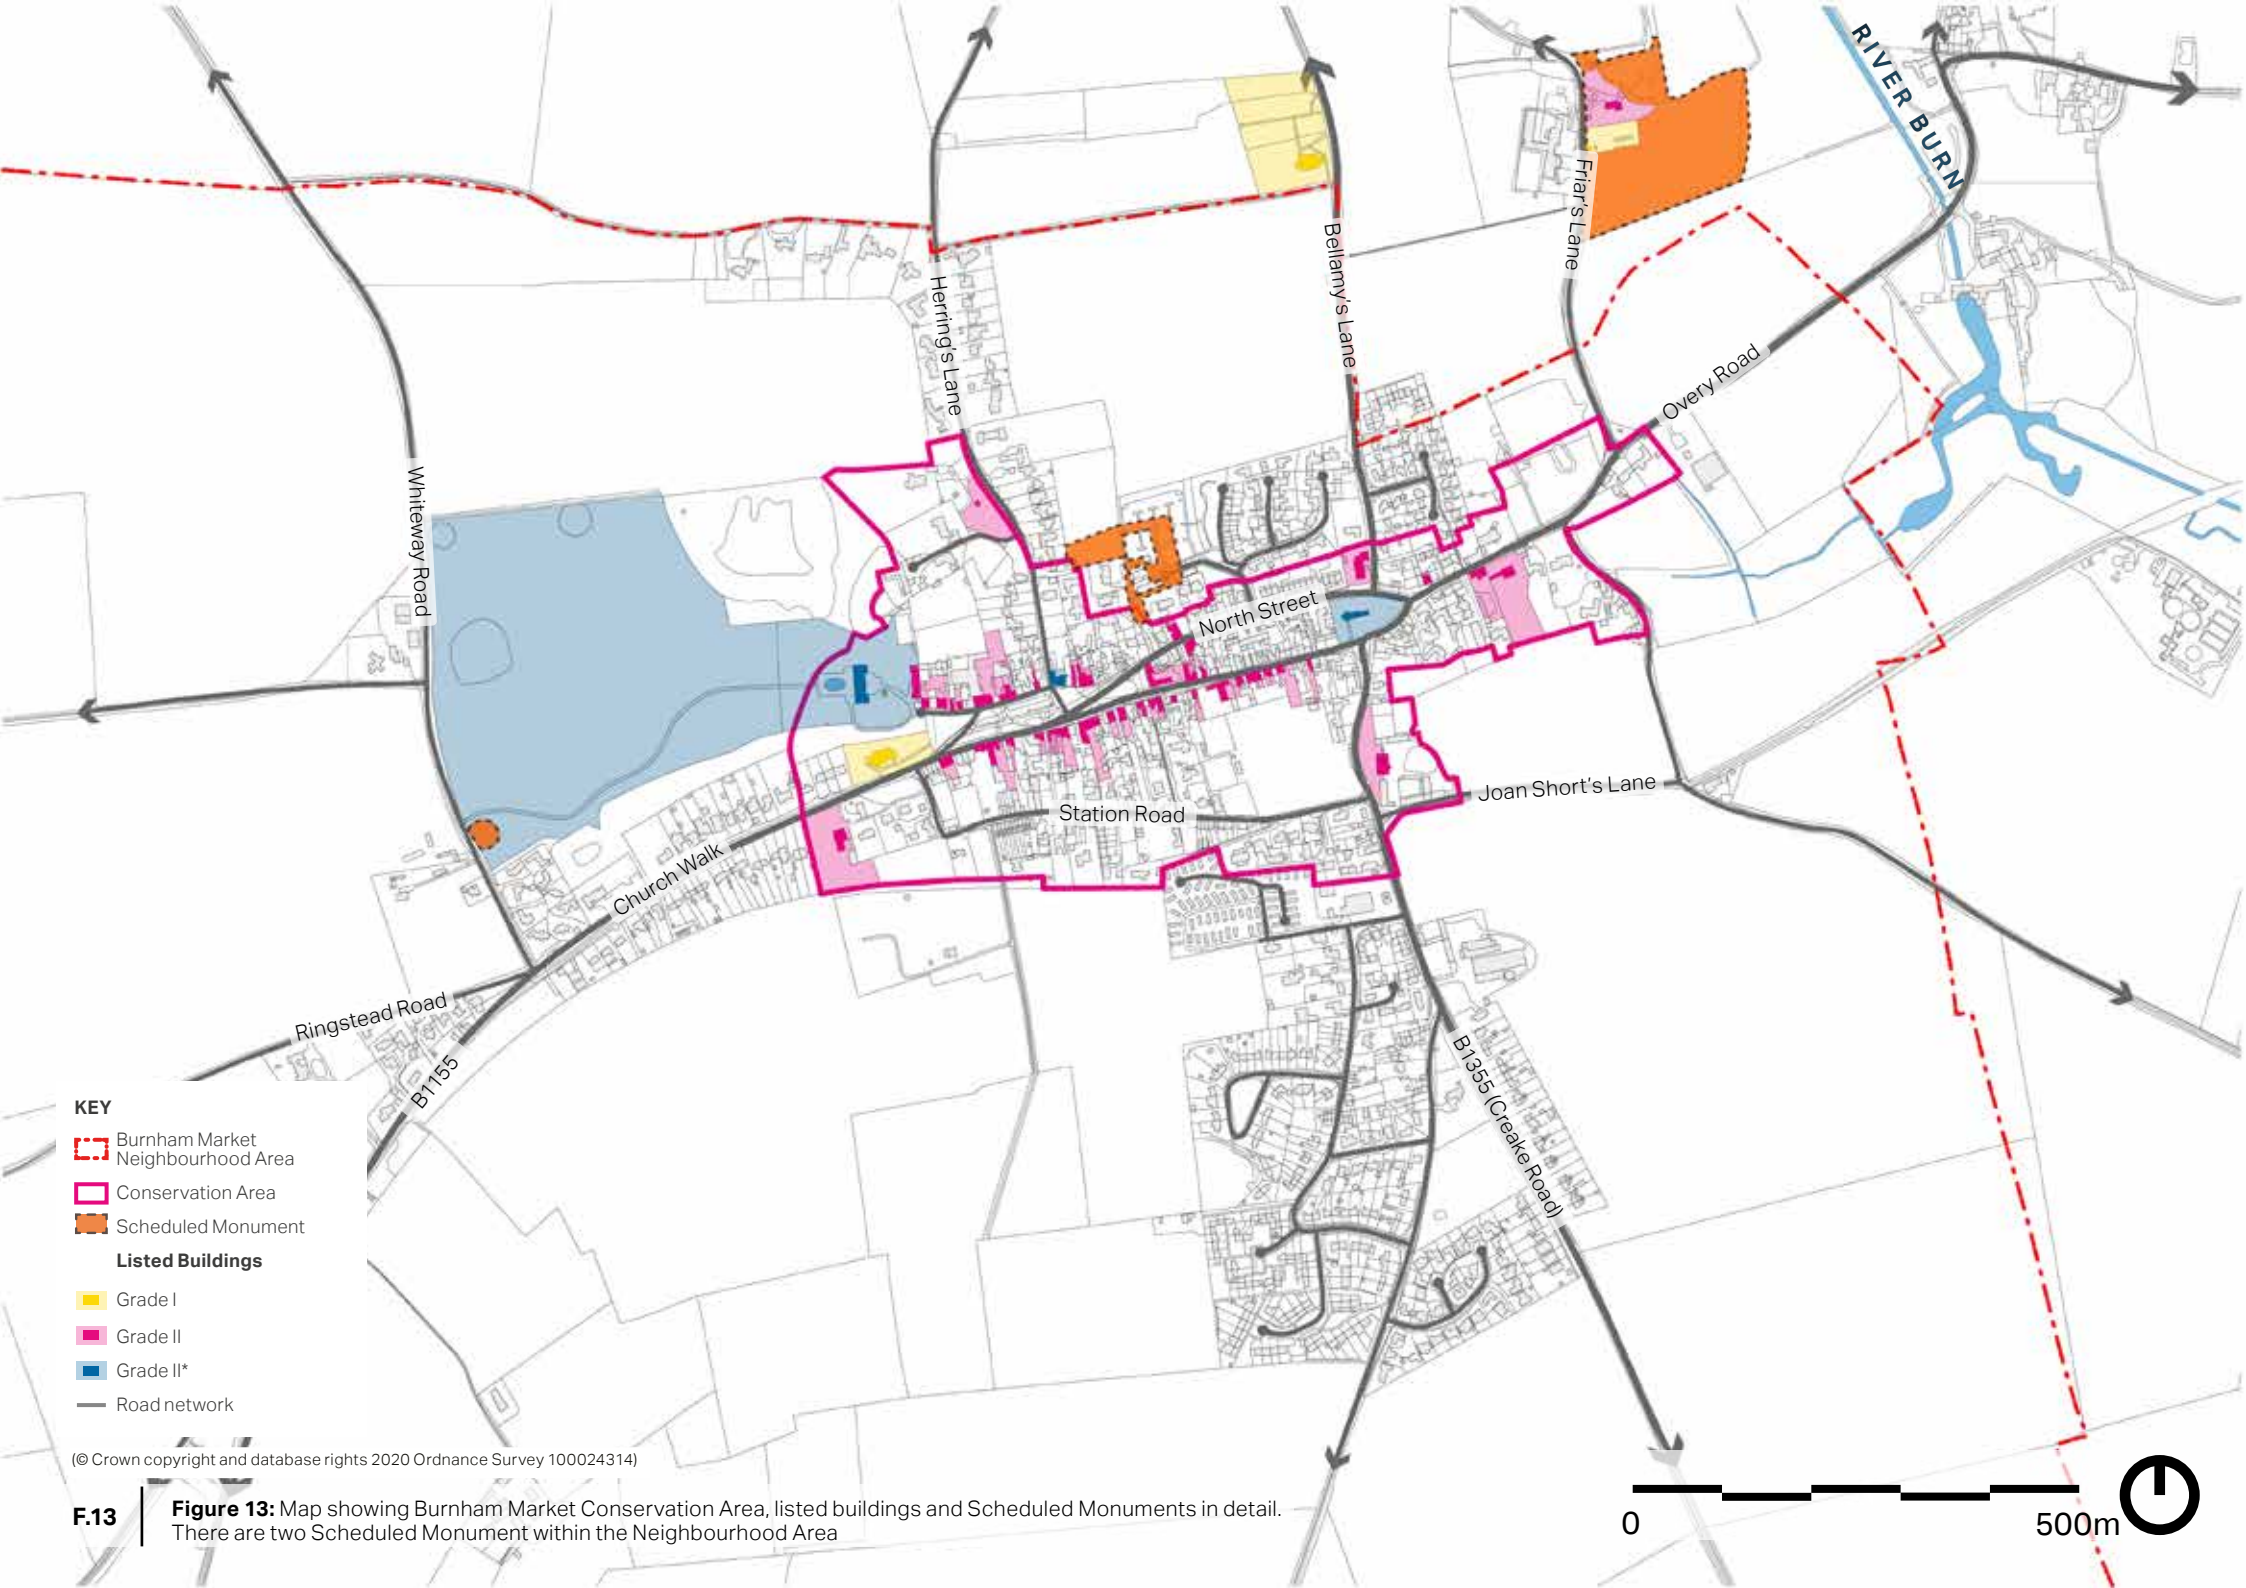 RIVER BURN
Friar's Lane
Bellamy's Lane
Herring's Lane
Overy Road
Whiteway Road
North Street
Joan Short's Lane
Station Road
Church Walk
Ringstead Road
B1155
B1355 (Creake Road)
KEY
Burnham Market
Neighbourhood Area
Conservation Area
Scheduled Monument
Listed Buildings
Grade I
Grade II
Grade II*
Road network
(© Crown copyright and database rights 2020 Ordnance Survey 100024314)
F.13
Figure 13: Map showing Burnham Market Conservation Area, listed buildings and Scheduled Monuments in detail.
There are two Scheduled Monument within the Neighbourhood Area
0
500m